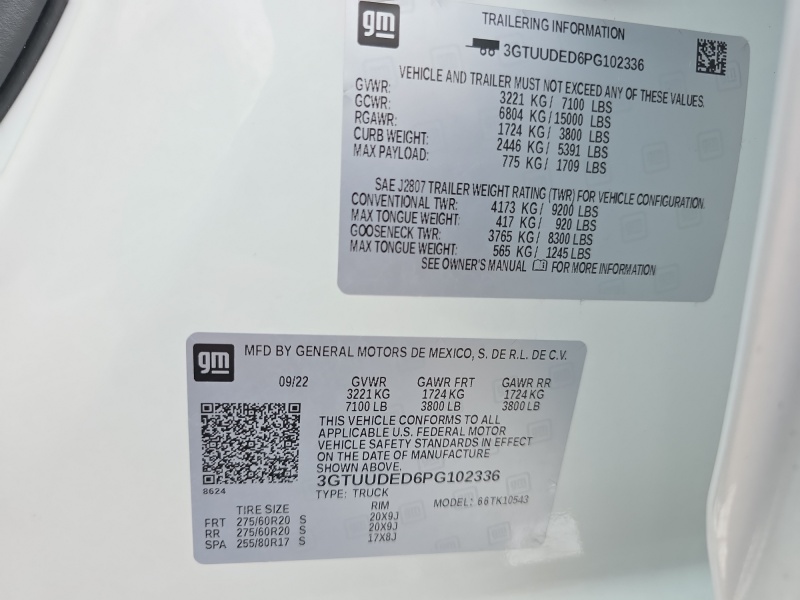 gm
TRAILERING INFORMATION
3GTUUDED6PG102336
VEHICLE AND TRAILER MUST NOT EXCEED ANY OF THESE VALUES.
GVWR: 3221 KG/ 7100 LBS
GCWR: 6804 KG/15000 LBS
RGAWR: 1724 KG/ 3800 LBS
CURB WEIGHT: 2446 KG/ 5391 LBS
MAX PAYLOAD: 775 KG/ 1709 LBS
SAE J2807 TRAILER WEIGHT RATING (TWR) FOR VEHICLE CONFIGURATION.
CONVENTIONAL TWR: 4173 KG/ 9200 LBS
MAX TONGUE WEIGHT: 417 KG/ 920 LBS
GOOSENECK TWR: 3765 KG/ 8300 LBS
MAX TONGUE WEIGHT: 565 KG/ 1245 LBS
SEE OWNER'S MANUAL FOR MORE INFORMATION
gm MFD BY GENERAL MOTORS DE MEXICO, S. DE R.L. DE C.V.
09/22 GVWR GAWR FRT GAWR RR
3221 KG 1724 KG 1724 KG
7100 LB 3800 LB 3800 LB
THIS VEHICLE CONFORMS TO ALL
APPLICABLE U.S. FEDERAL MOTOR
VEHICLE SAFETY STANDARDS IN EFFECT
ON THE DATE OF MANUFACTURE
SHOWN ABOVE.
3GTUUDED6PG102336
8624
TYPE: TRUCK
MODEL: 66TK10543
TIRE SIZE RIM
FRT 275/60R20 S 20X9J
RR 275/60R20 S 20X9J
SPA 255/80R17 S 17X8J